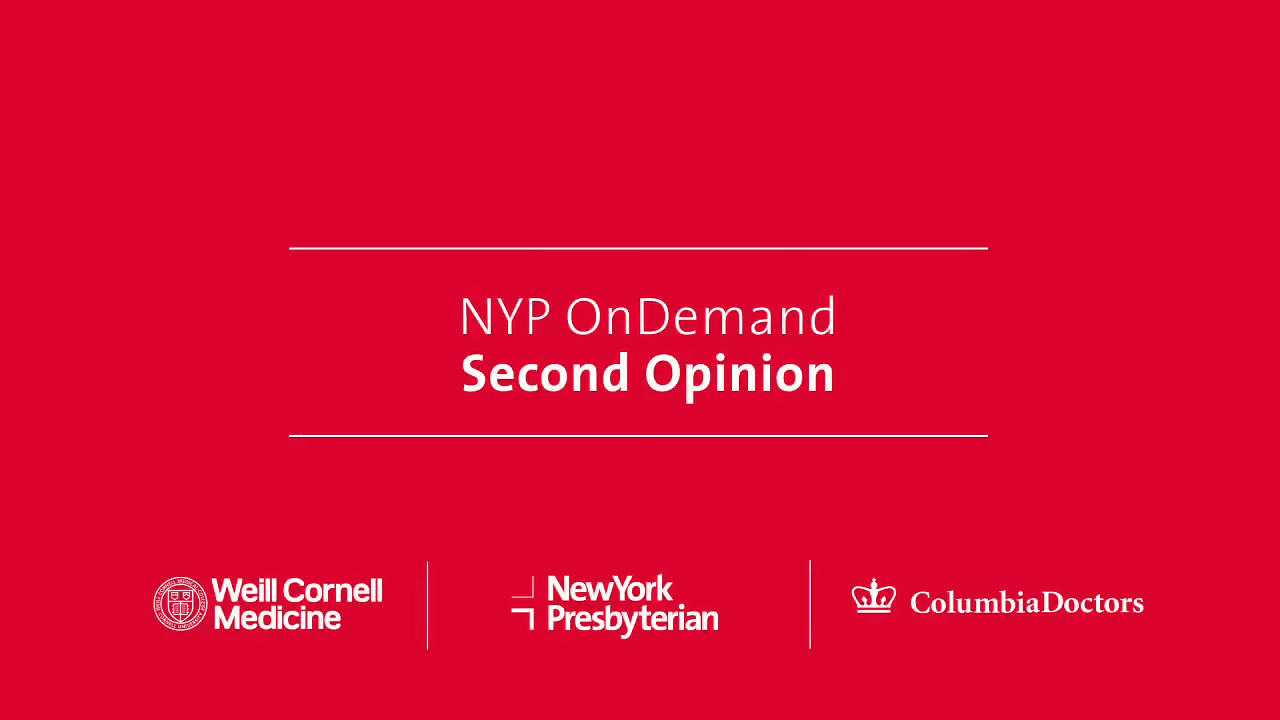 NYP OnDemand
Second Opinion
Weill Cornell
Medicine
NewYork
Presbyterian
ColumbiaDoctors